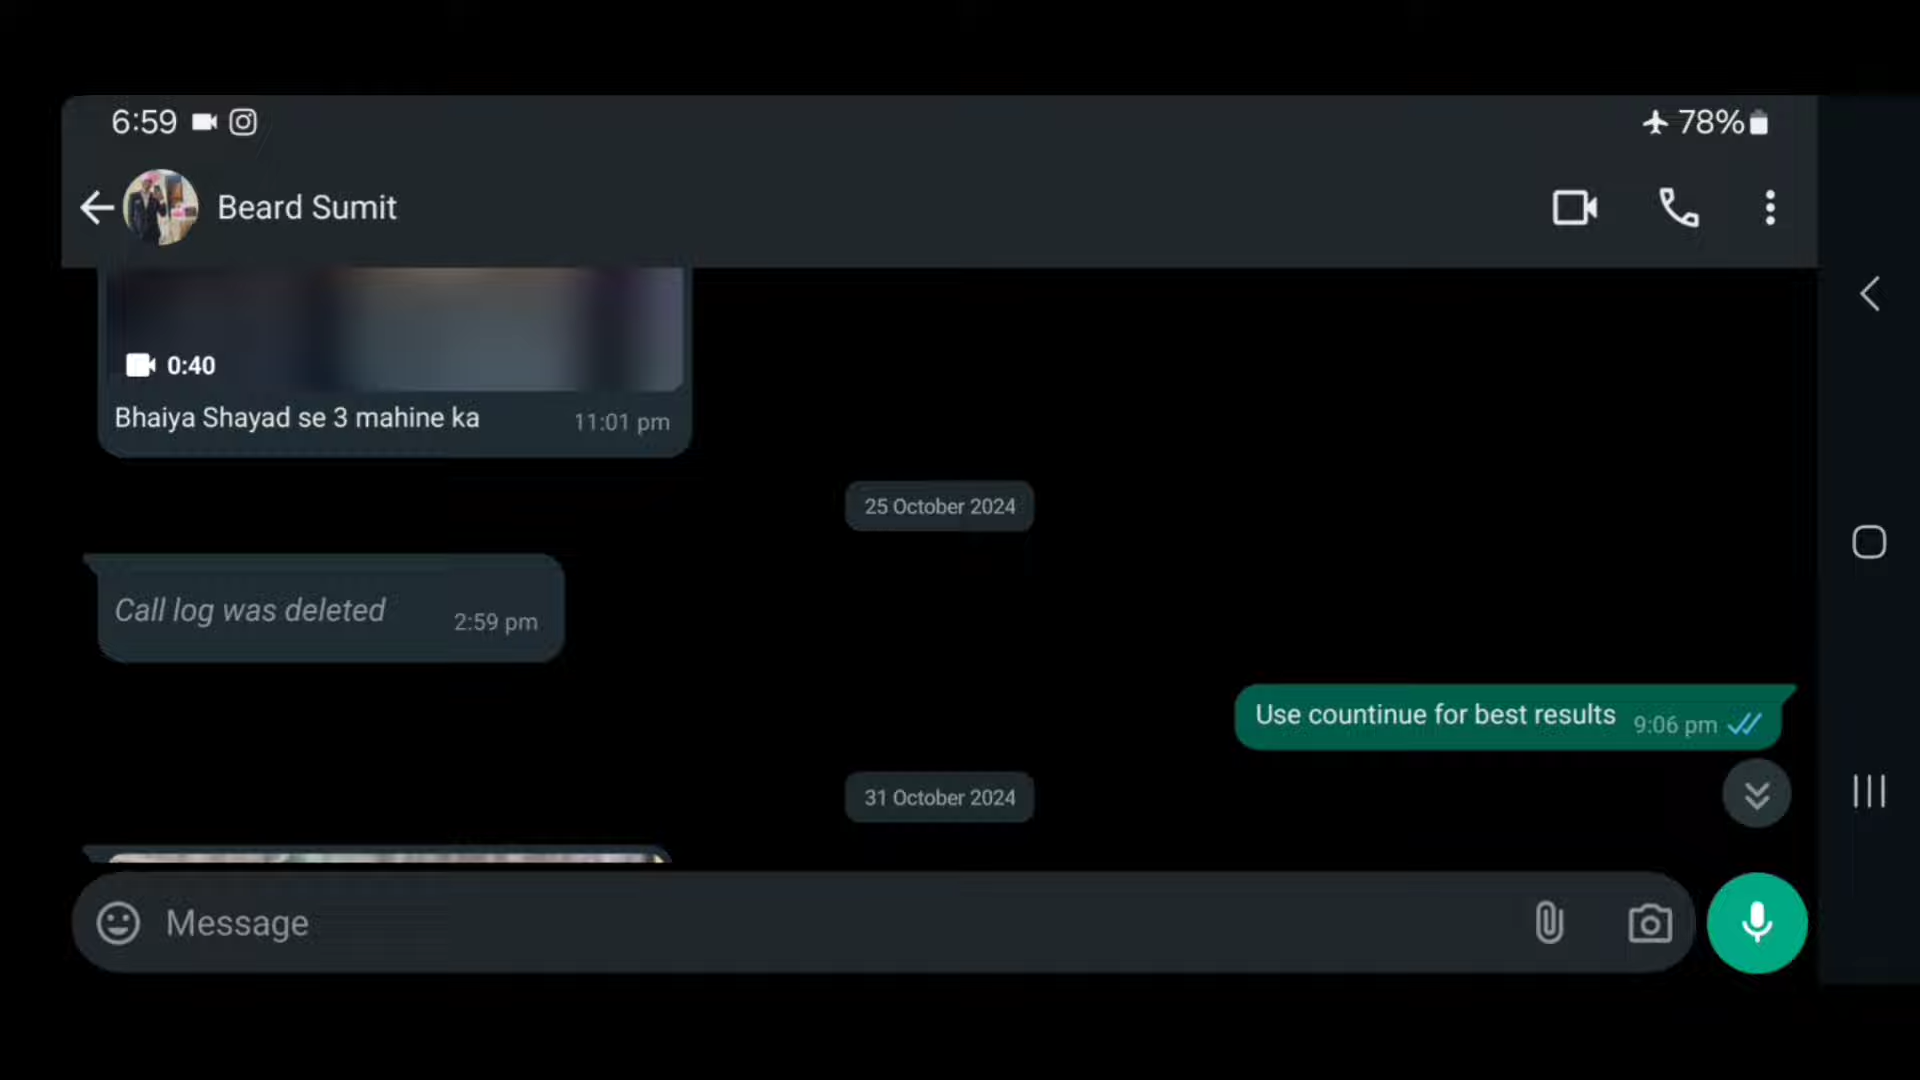 6:59
78%
Beard Sumit
0:40
Bhaiya Shayad se 3 mahine ka 11:01 pm
25 October 2024
Call log was deleted 2:59 pm
Use countinue for best results 9:06 pm
31 October 2024
Message